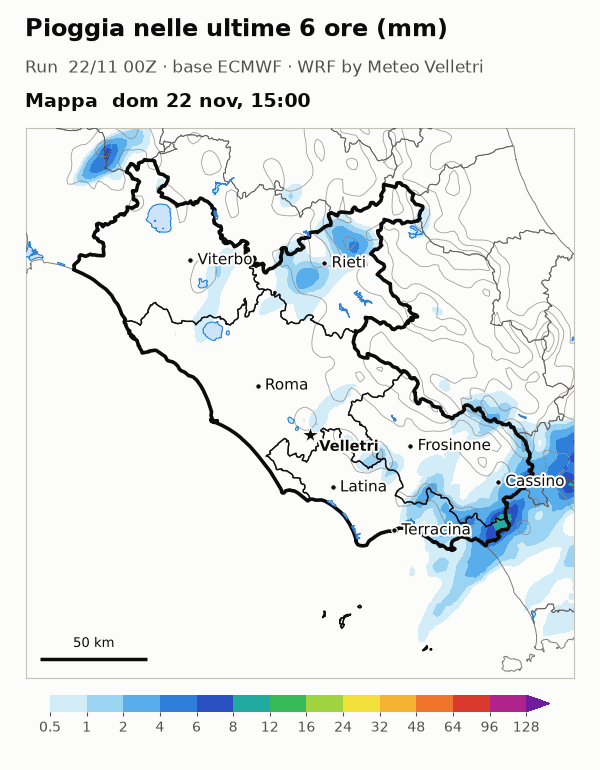 Pioggia nelle ultime 6 ore (mm)
Run  22/11 00Z · base ECMWF · WRF by Meteo Velletri
Mappa  dom 22 nov, 15:00
Viterbo
Rieti
Roma
Velletri
Frosinone
Latina
Cassino
Terracina
50 km
0.5 1 2 4 6 8 12 16 24 32 48 64 96 128